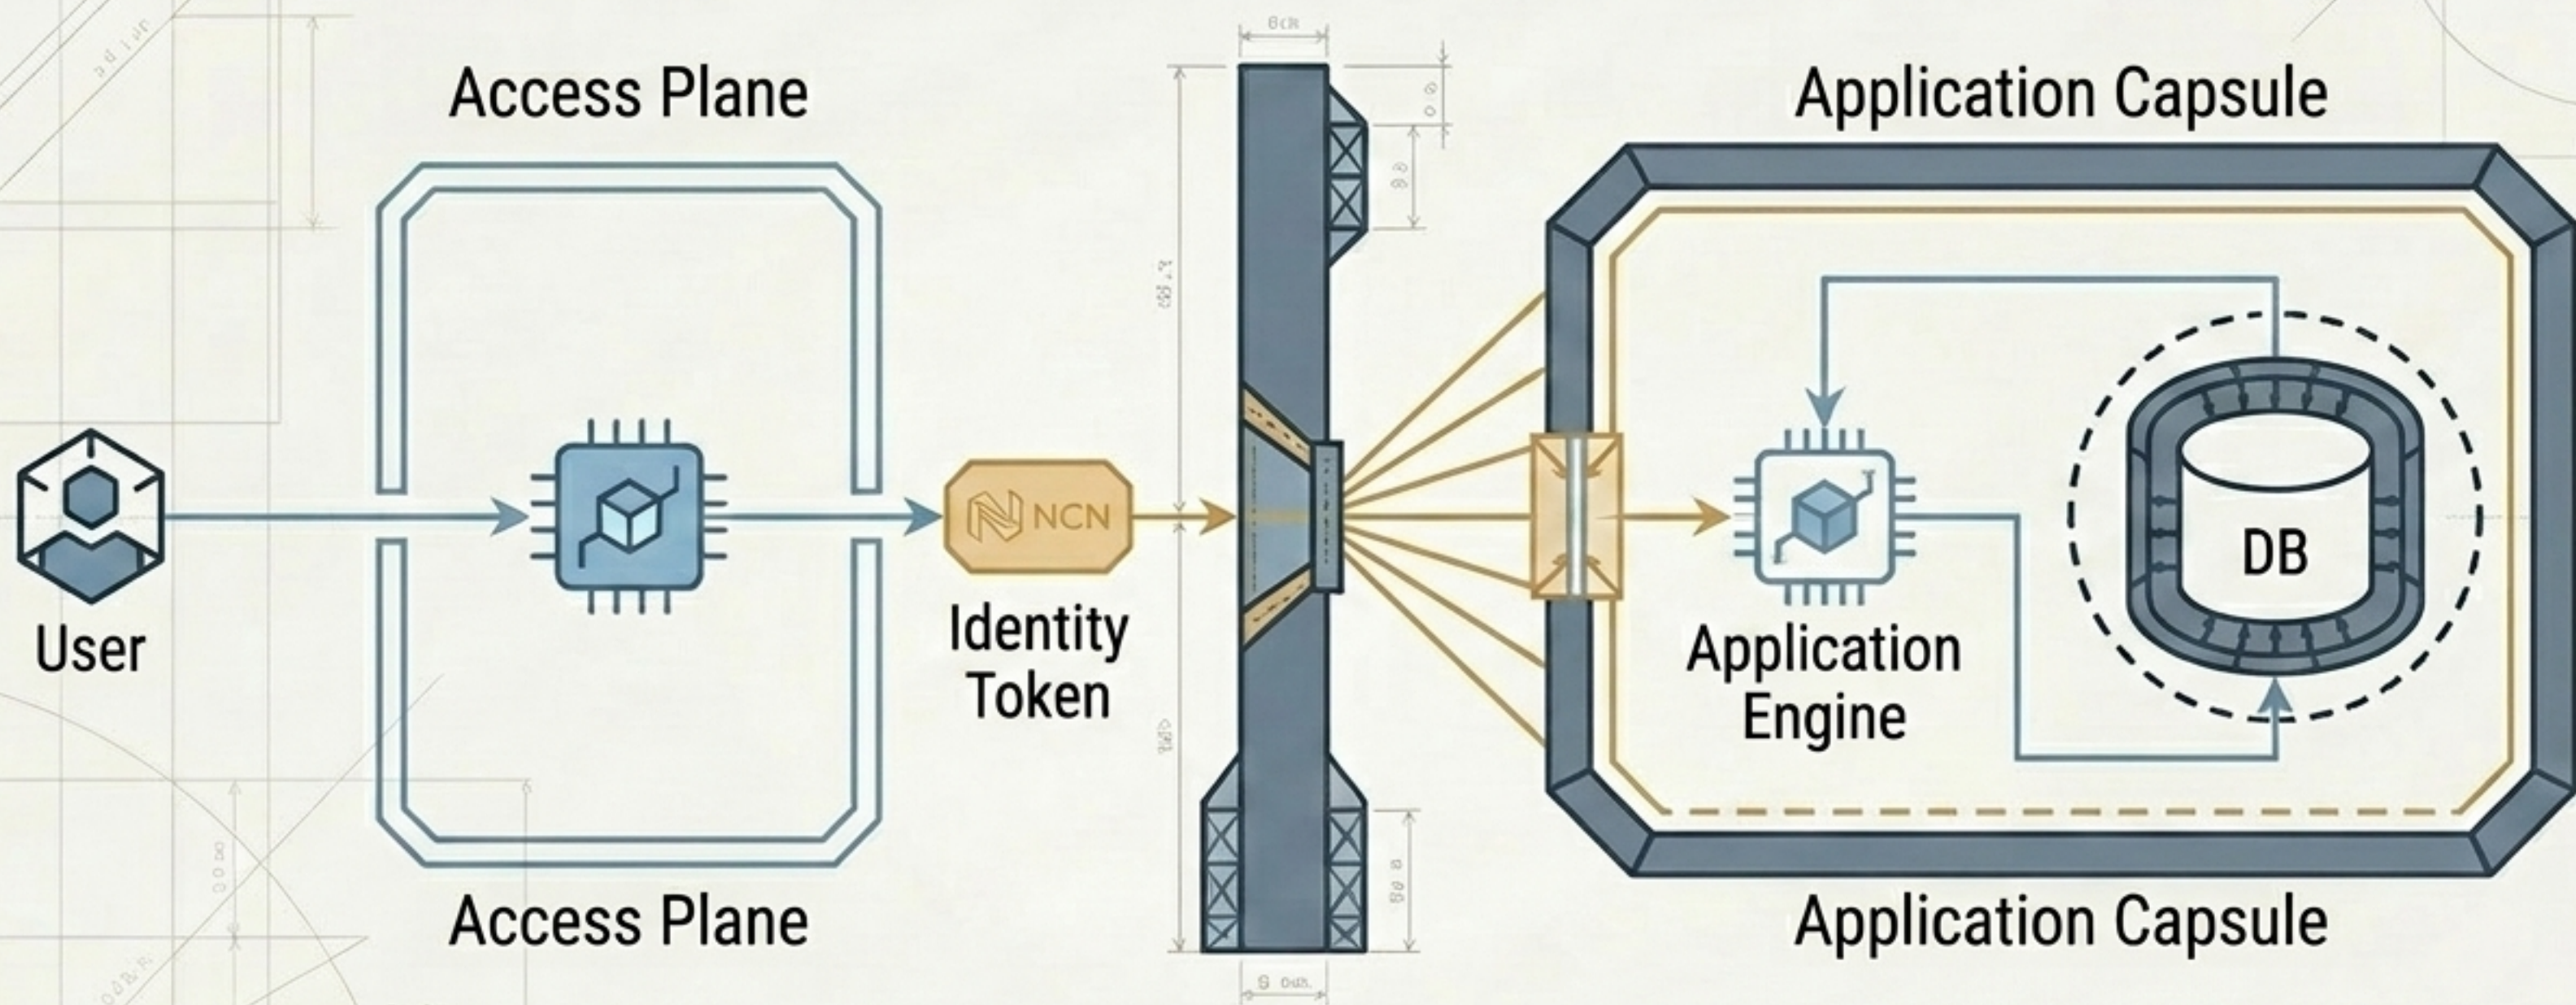 Access Plane
Application Capsule
User
NCN
Identity
Token
Application
Engine
DB
Access Plane
Application Capsule